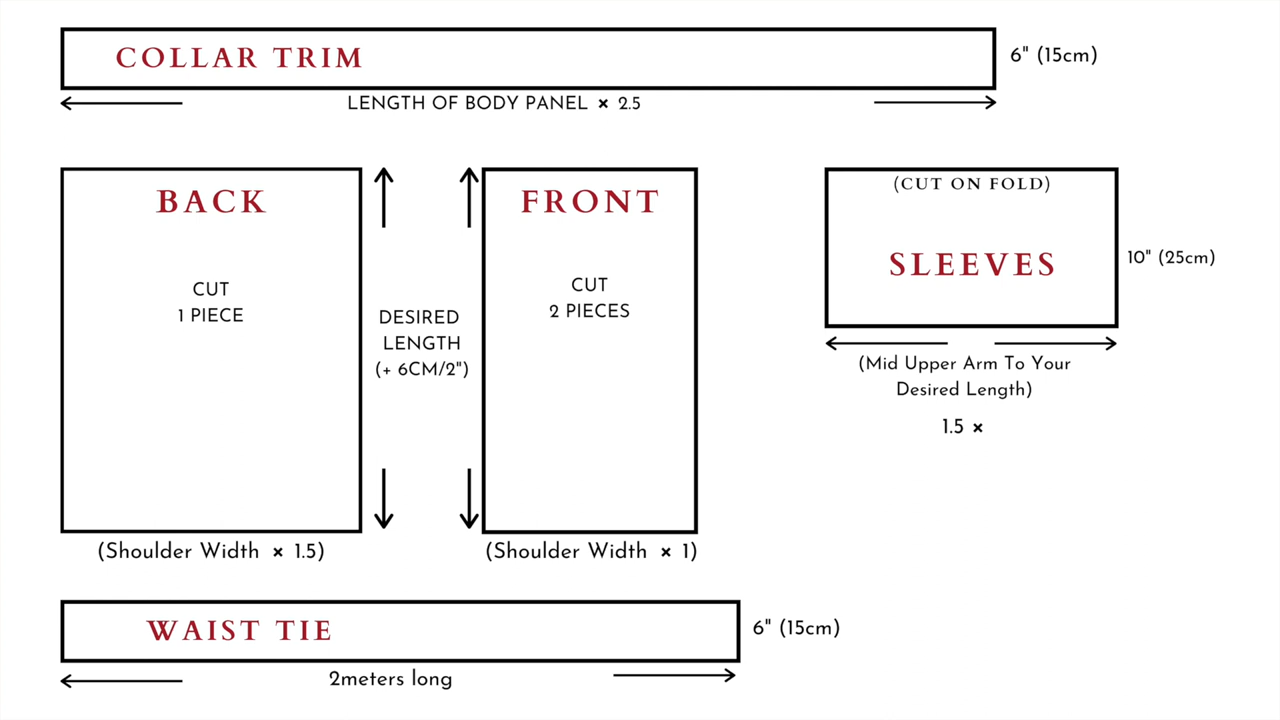 COLLAR TRIM
6" (15cm)
LENGTH OF BODY PANEL × 2.5
BACK
CUT
1 PIECE
(Shoulder Width × 1.5)
DESIRED
LENGTH
(+ 6CM/2")
FRONT
CUT
2 PIECES
(Shoulder Width × 1)
(CUT ON FOLD)
SLEEVES
10" (25cm)
(Mid Upper Arm To Your
Desired Length)
1.5 ×
WAIST TIE
6" (15cm)
2meters long